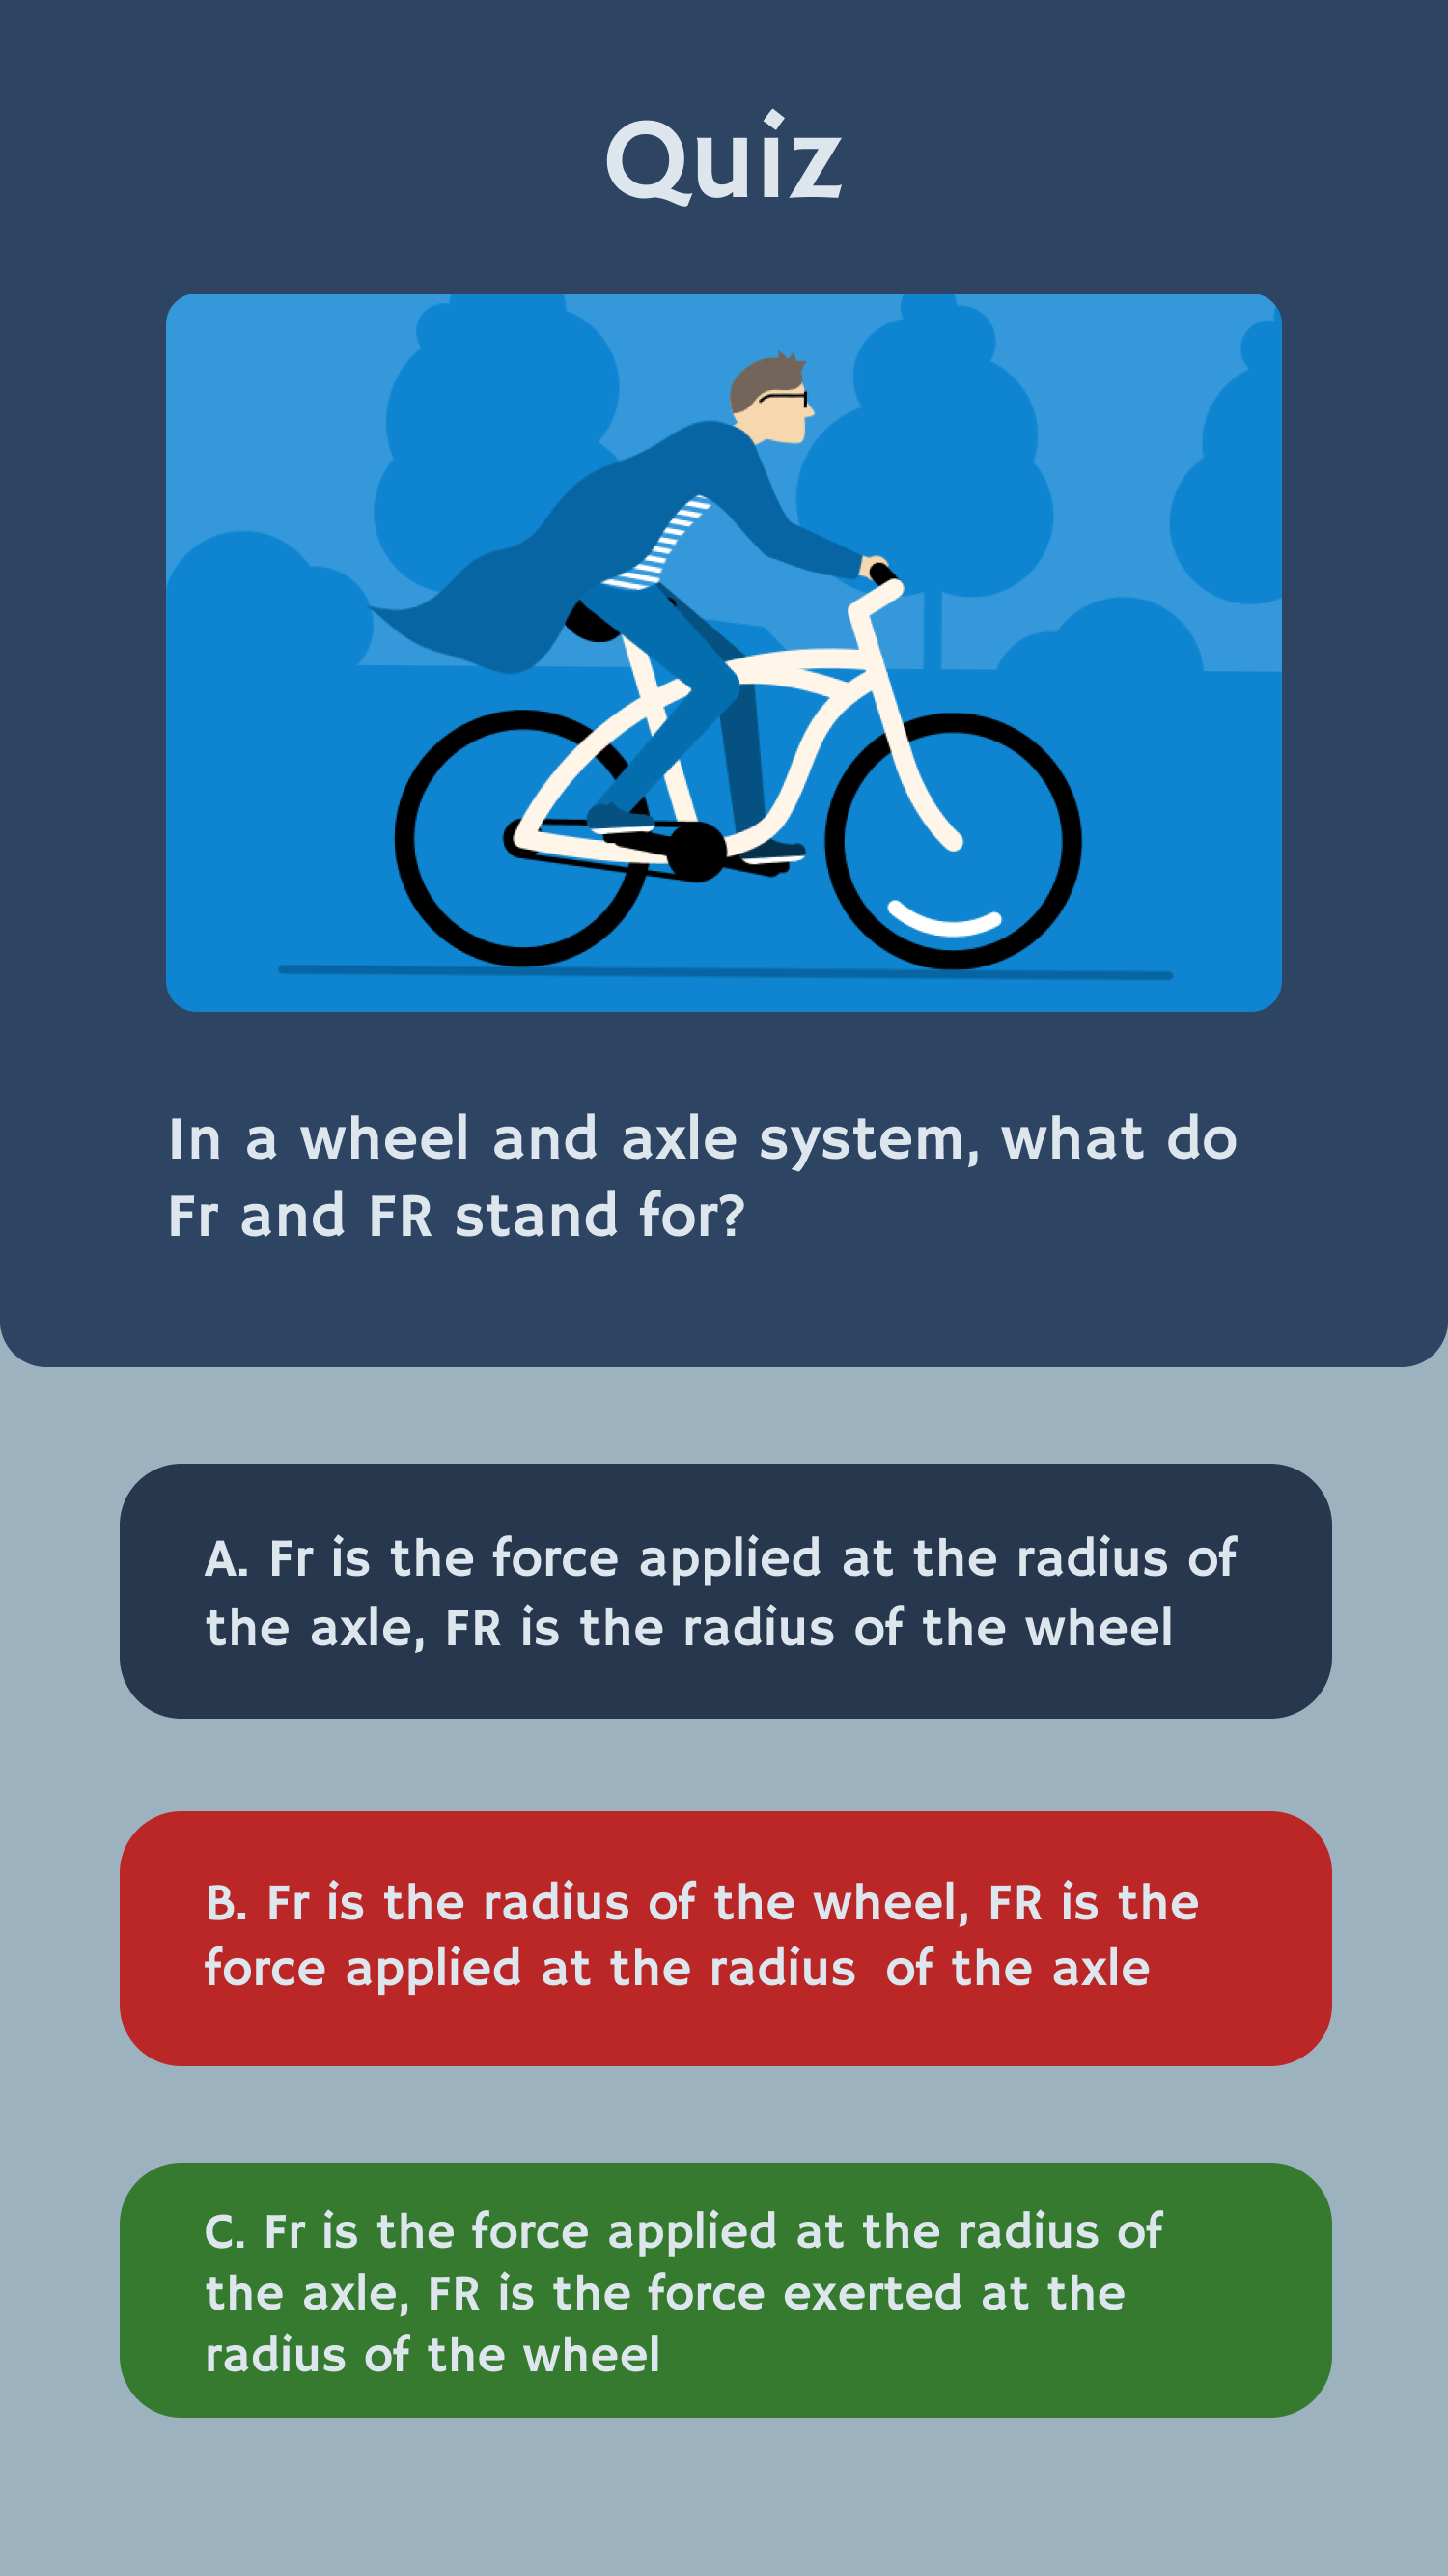 Quiz
In a wheel and axle system, what do
Fr and FR stand for?
A. Fr is the force applied at the radius of
the axle, FR is the radius of the wheel
B. Fr is the radius of the wheel, FR is the
force applied at the radius  of the axle
C. Fr is the force applied at the radius of
the axle, FR is the force exerted at the
radius of the wheel